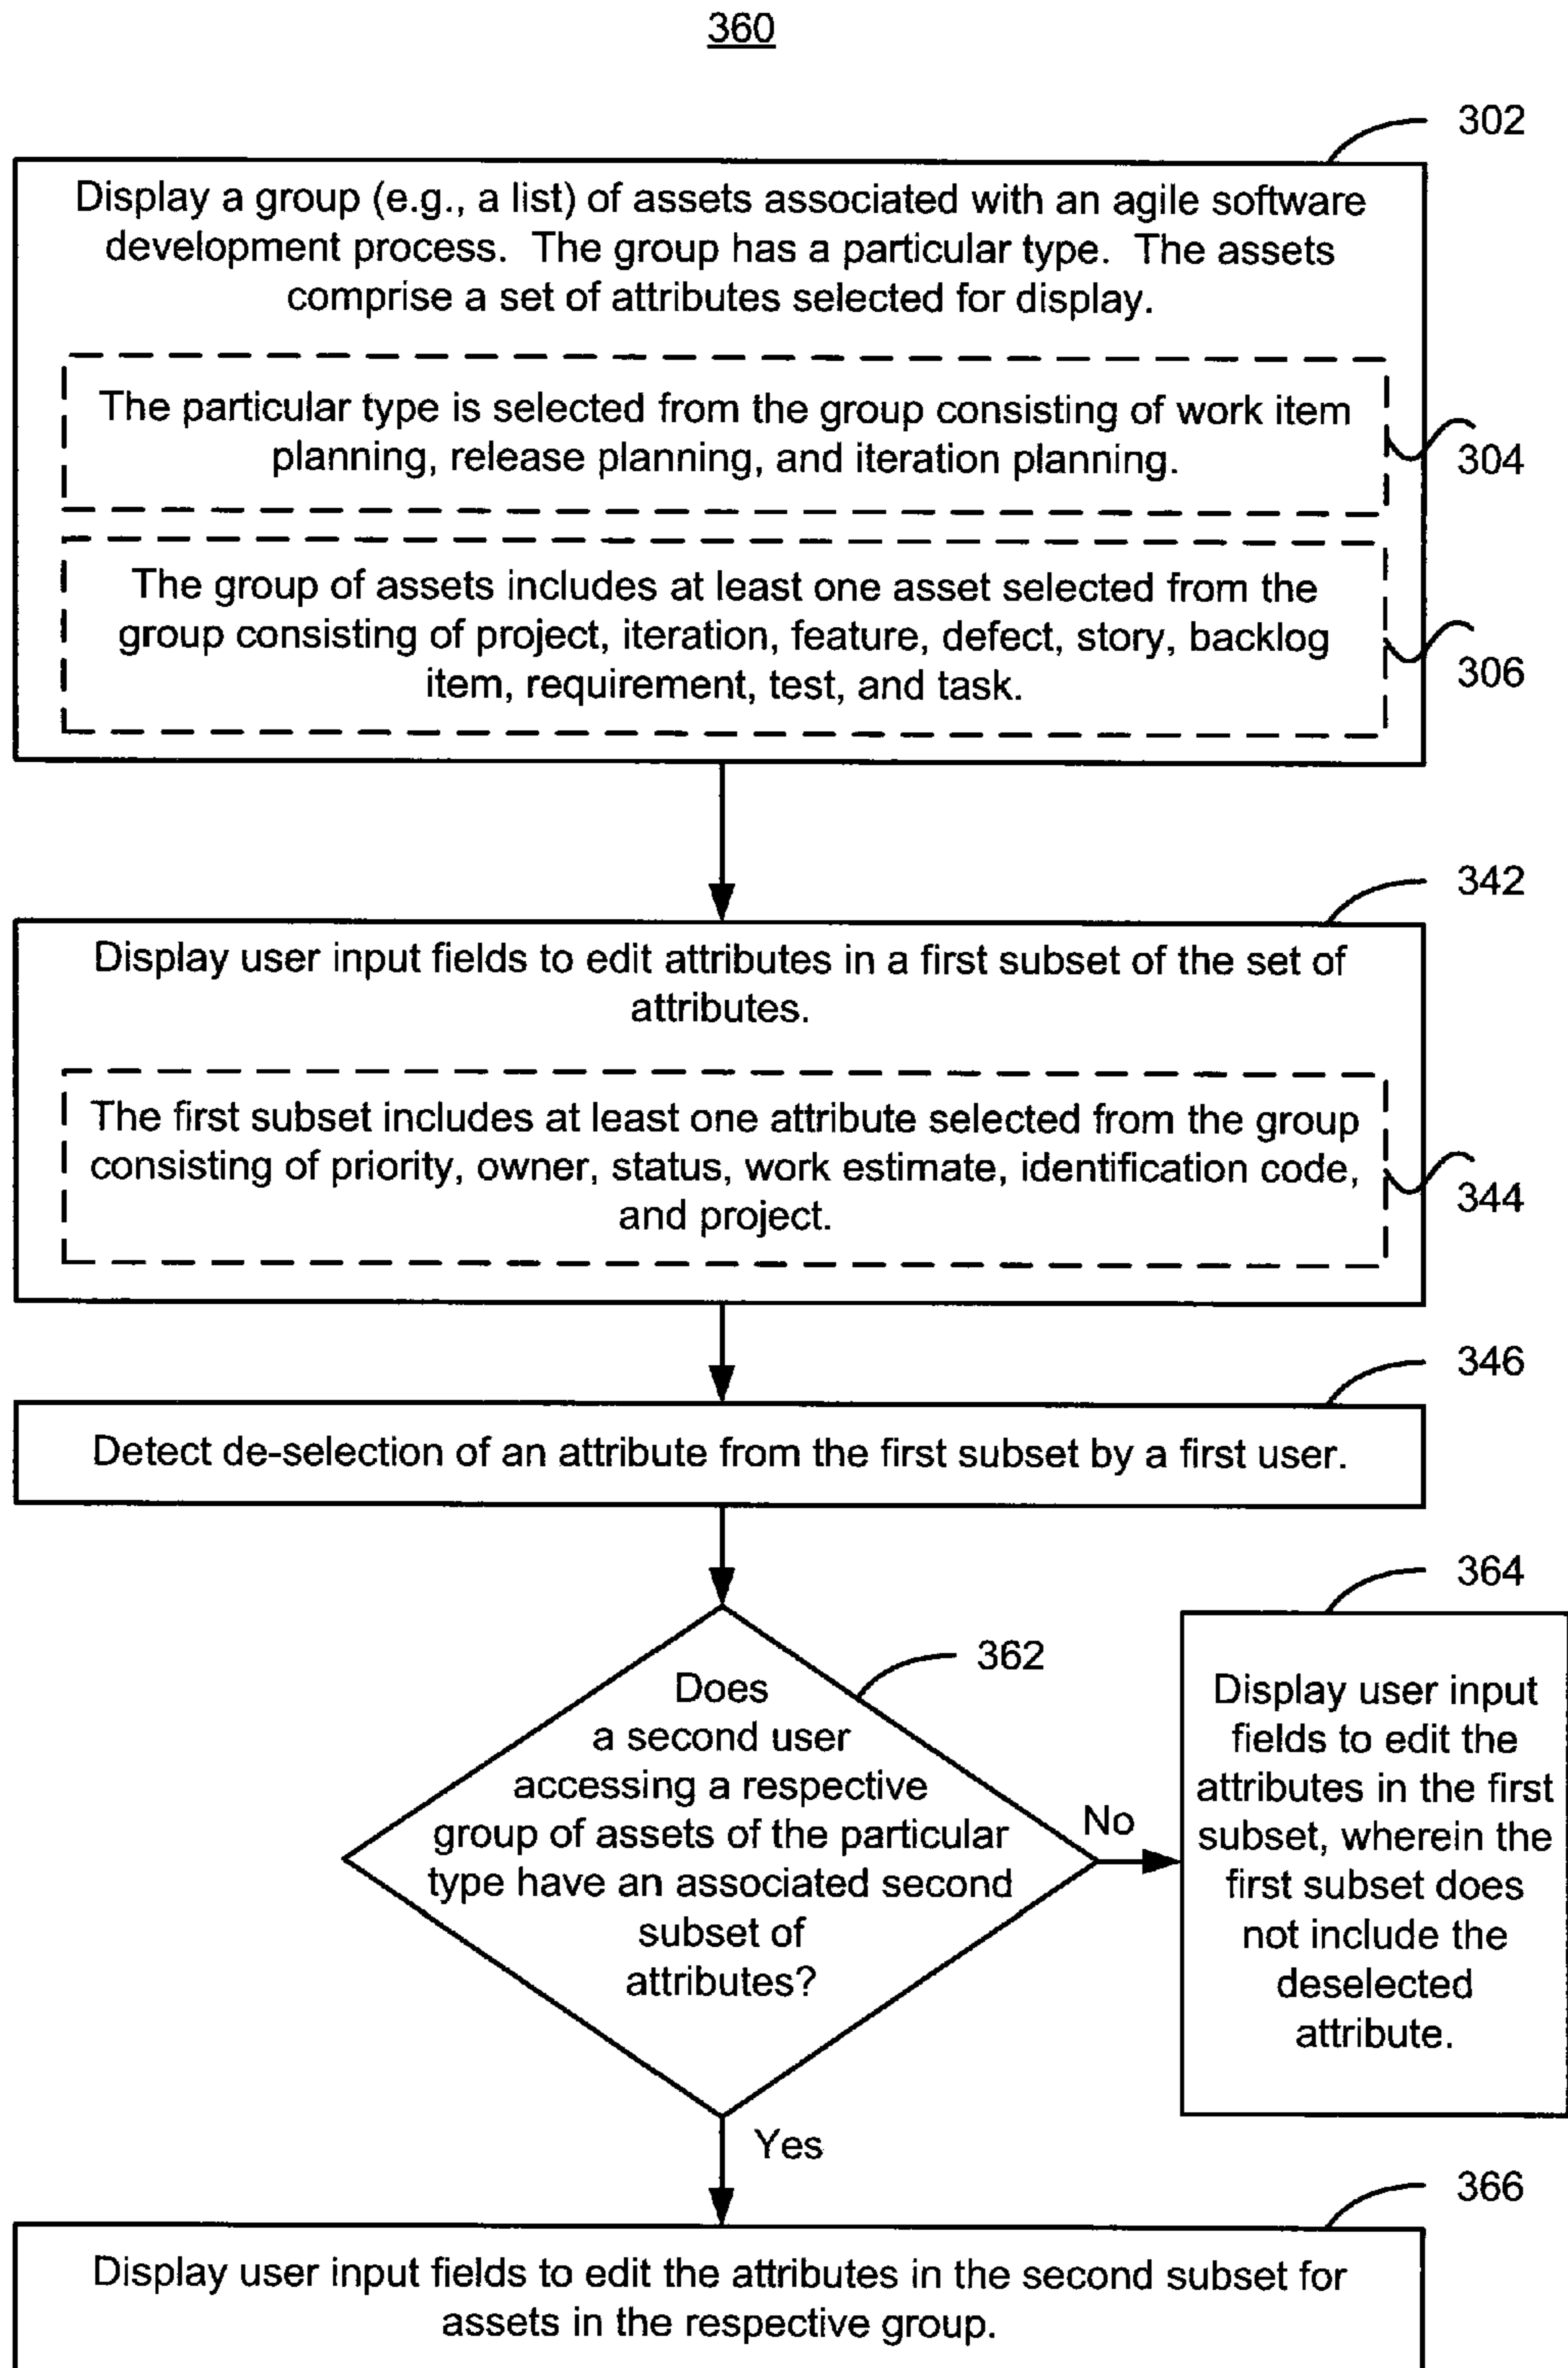 360
302
Display a group (e.g., a list) of assets associated with an agile software
development process. The group has a particular type. The assets
comprise a set of attributes selected for display.
The particular type is selected from the group consisting of work item
planning, release planning, and iteration planning.
304
The group of assets includes at least one asset selected from the
group consisting of project, iteration, feature, defect, story, backlog
item, requirement, test, and task.
306
342
Display user input fields to edit attributes in a first subset of the set of
attributes.
The first subset includes at least one attribute selected from the group
consisting of priority, owner, status, work estimate, identification code,
and project.
344
346
Detect de-selection of an attribute from the first subset by a first user.
362
Does
a second user
accessing a respective
group of assets of the particular
type have an associated second
subset of
attributes?
No
364
Display user input
fields to edit the
attributes in the first
subset, wherein the
first subset does
not include the
deselected
attribute.
Yes
366
Display user input fields to edit the attributes in the second subset for
assets in the respective group.